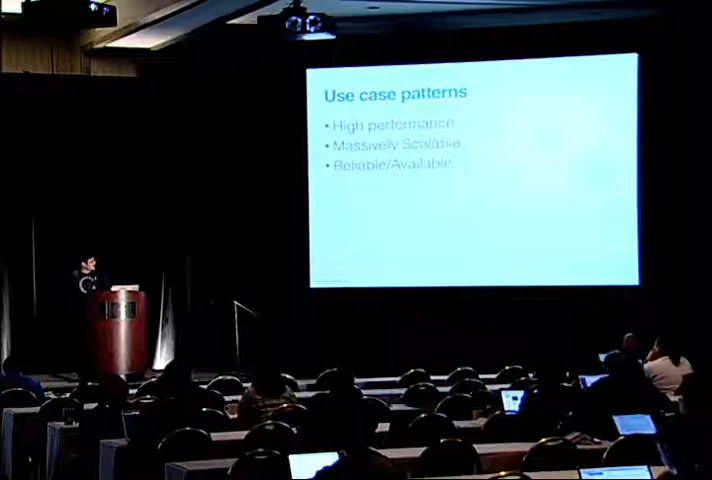 Use case patterns
• High performance
• Massively Scalable
• Reliable/Available